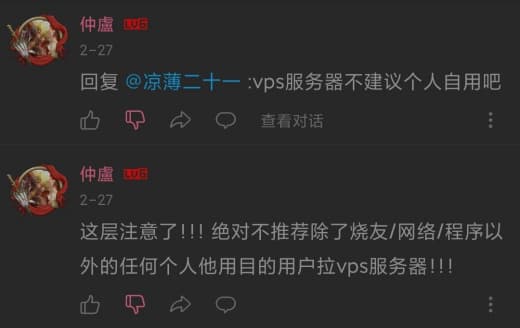 仲盧 LV6
2-27
回复 @凉薄二十一 :vps服务器不建议个人自用吧
查看对话
仲盧 LV6
2-27
这层注意了!!! 绝对不推荐除了烧友/网络/程序以
外的任何个人他用目的用户拉vps服务器!!!